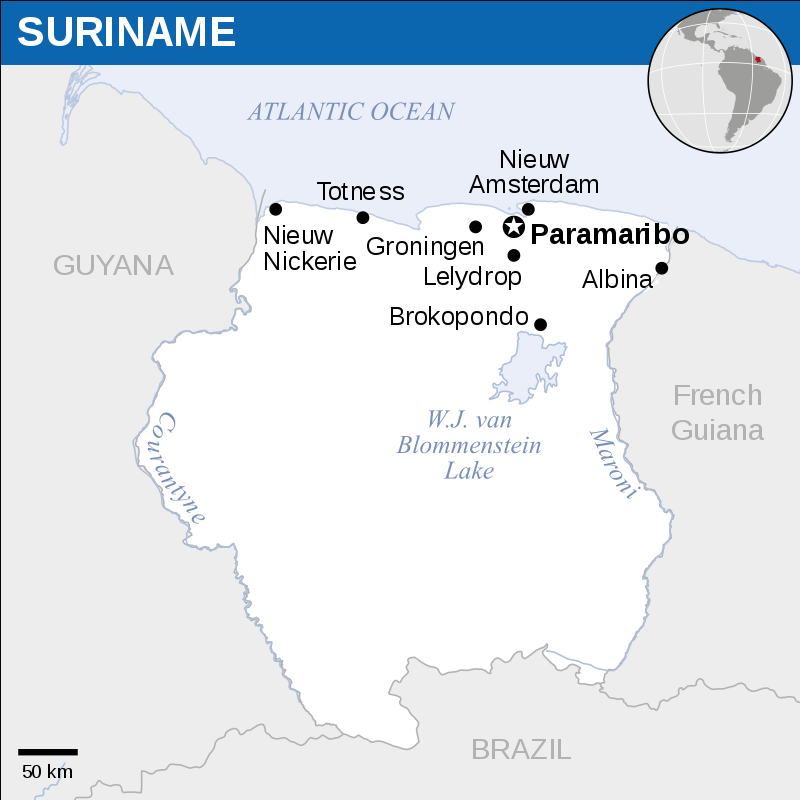 SURINAME
ATLANTIC OCEAN
Nieuw
Amsterdam
Totness
Nieuw
Nickerie
Groningen
Paramaribo
Lelydrop
Albina
GUYANA
Brokopondo
French
Guiana
W.J. van
Blommenstein
Lake
Courantyne
Maroni
BRAZIL
50 km